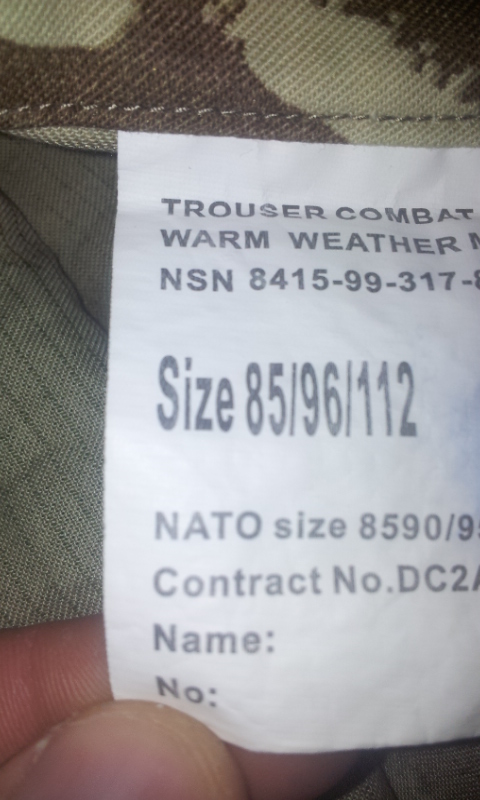 TROUSER COMBAT
WARM WEATHER
NSN 8415-99-317-
Size 85/96/112
NATO size 8590/9
Contract No.DC2
Name:
No: